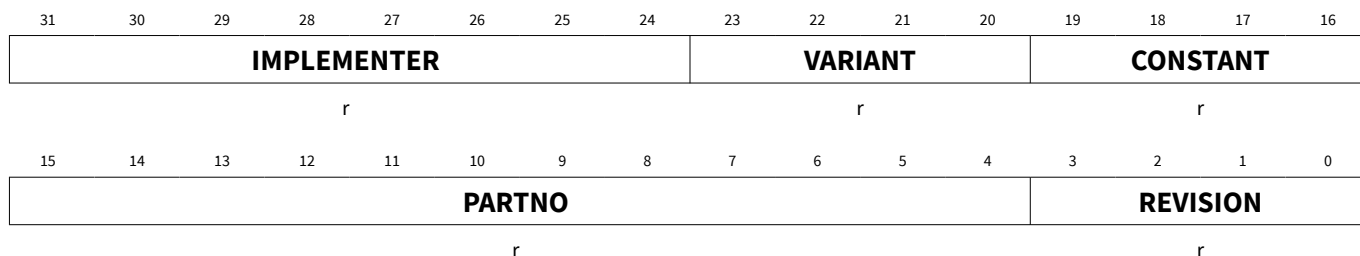 31 30 29 28 27 26 25 24 23 22 21 20 19 18 17 16
IMPLEMENTER VARIANT CONSTANT
r r r
15 14 13 12 11 10 9 8 7 6 5 4 3 2 1 0
PARTNO REVISION
r r